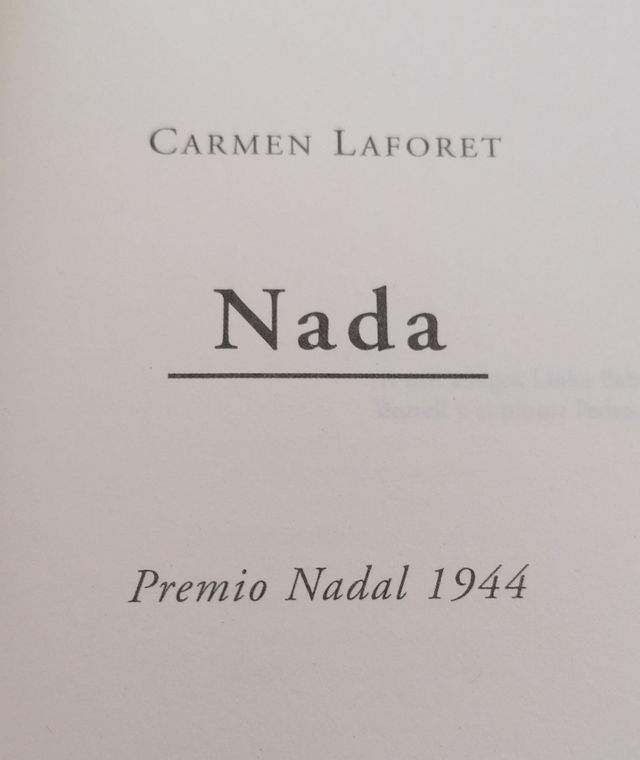 CARMEN LAFORET
Nada
Premio Nadal 1944